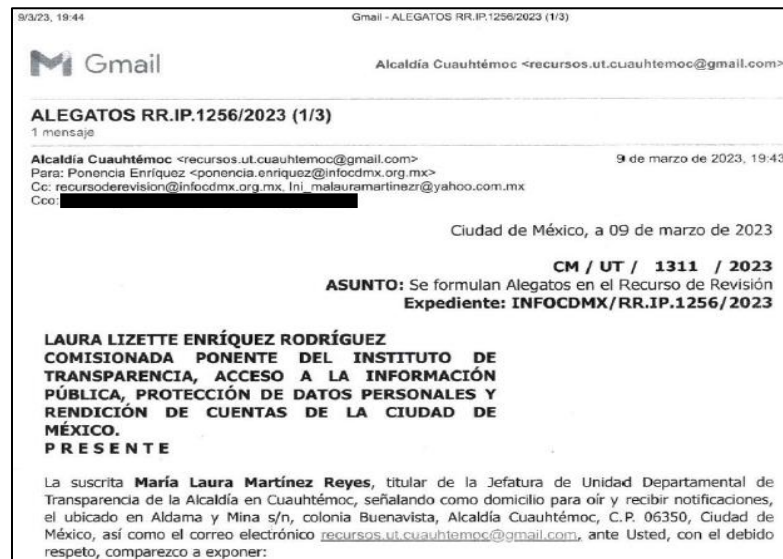 9/3/23, 19:44 Gmail - ALEGATOS RR.IP.1256/2023 (1/3)
Gmail Alcaldía Cuauhtémoc <recursos.ut.cuauhtemoc@gmail.com>
ALEGATOS RR.IP.1256/2023 (1/3)
1 mensaje
Alcaldía Cuauhtémoc <recursos.ut.cuauhtemoc@gmail.com> 9 de marzo de 2023, 19:43
Para: Ponencia Enríquez <ponencia.enriquez@infocdmx.org.mx>
Cc: recursoderevision@infocdmx.org.mx, Ini_malauramartinezr@yahoo.com.mx
Cco:
Ciudad de México, a 09 de marzo de 2023
CM / UT / 1311 / 2023
ASUNTO: Se formulan Alegatos en el Recurso de Revisión
Expediente: INFOCDMX/RR.IP.1256/2023
LAURA LIZETTE ENRÍQUEZ RODRÍGUEZ
COMISIONADA PONENTE DEL INSTITUTO DE
TRANSPARENCIA, ACCESO A LA INFORMACIÓN
PÚBLICA, PROTECCIÓN DE DATOS PERSONALES Y
RENDICIÓN DE CUENTAS DE LA CIUDAD DE
MÉXICO.
P R E S E N T E
La suscrita María Laura Martínez Reyes, titular de la Jefatura de Unidad Departamental de
Transparencia de la Alcaldía en Cuauhtémoc, señalando como domicilio para oír y recibir notificaciones,
el ubicado en Aldama y Mina s/n, colonia Buenavista, Alcaldía Cuauhtémoc, C.P. 06350, Ciudad de
México, así como el correo electrónico recursos.ut.cuauhtemoc@gmail.com, ante Usted, con el debido
respeto, comparezco a exponer: